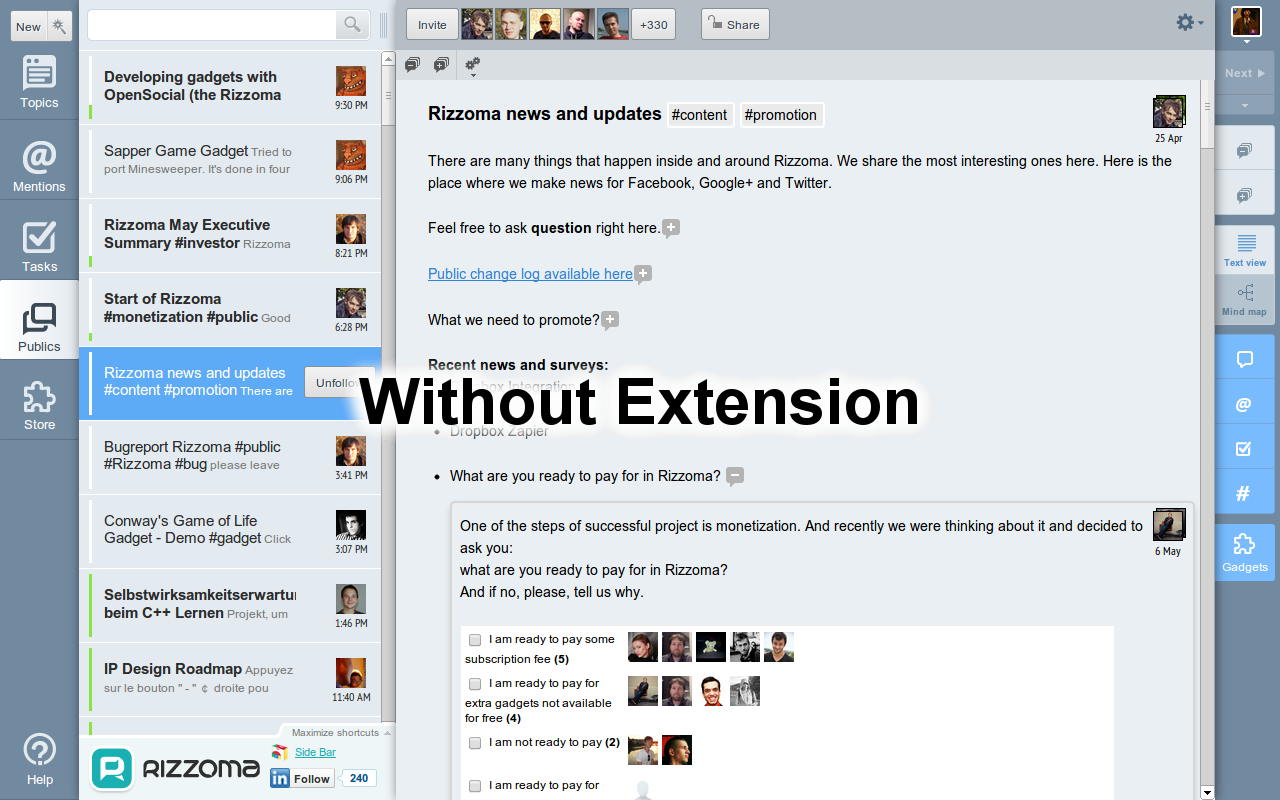 New
Topics
Mentions
Tasks
Publics
Store
Help
Developing gadgets with
OpenSocial (the Rizzoma
9:30 PM
Sapper Game Gadget Tried to
port Minesweeper. It's done in four
9:06 PM
Rizzoma May Executive
Summary #investor Rizzoma
8:21 PM
Start of Rizzoma
#monetization #public Good
6:28 PM
Rizzoma news and updates
#content #promotion There are
Bugreport Rizzoma #public
#Rizzoma #bug please leave
3:41 PM
Conway's Game of Life
Gadget - Demo #gadget Click
3:07 PM
beim C++ Lernen Projekt, um
1:46 PM
IP Design Roadmap Appuyez
sur le bouton " - " ¢ droite pou
11:40 AM
Maximize shortcuts
RIZZOMA
Side Bar
in Follow 240
Invite
+330
Share
Rizzoma news and updates #content #promotion
25 Apr
There are many things that happen inside and around Rizzoma. We share the most interesting ones here. Here is the
place where we make news for Facebook, Google+ and Twitter.
Feel free to ask question right here.
Public change log available here
What we need to promote?
Recent news and surveys:
Without Extension
Dropbox Zapier
• What are you ready to pay for in Rizzoma?
One of the steps of successful project is monetization. And recently we were thinking about it and decided to
ask you:
what are you ready to pay for in Rizzoma?
And if no, please, tell us why.
6 May
I am ready to pay some
subscription fee (5)
I am ready to pay for
extra gadgets not available
for free (4)
I am not ready to pay (2)
I am ready to pay for
Next
Text view
Mind map
@
#
Gadgets